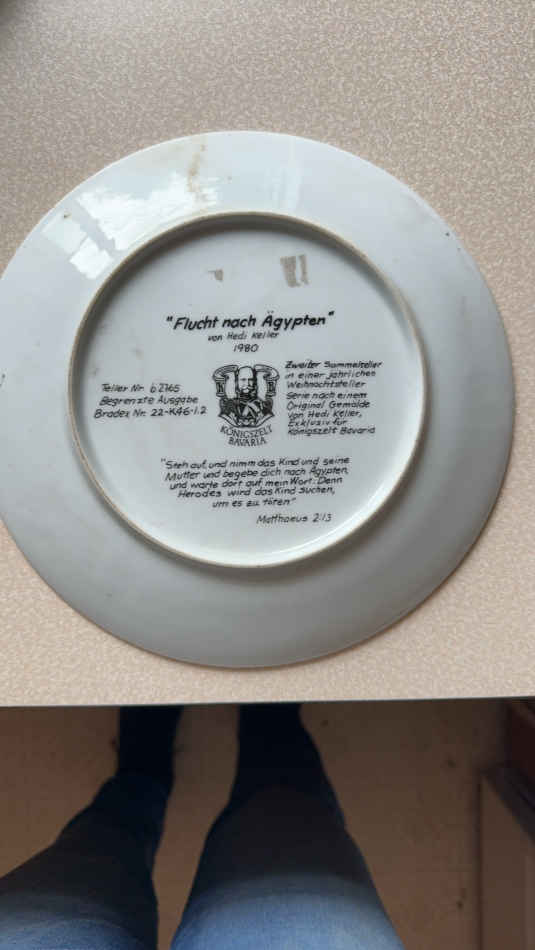 "Flucht nach Ägypten"
von Hedi Keller
1980
Teller Nr. b2765
Begrenzte Ausgabe
Bradex Nr. 22-K46-1.2
KÖNIGSZELT
BAVARIA
Zweiter Sammelteller
in einer jährlichen
Weihnachtsteller
Serie nach einem
Original Gemälde
von Hedi Keller,
Exklusiv für
Königszelt Bavaria
"Steh auf, und nimm das Kind und seine
Mutter und begebe dich nach Ägypten,
und warte dort auf mein Wort: Denn
Herodes wird das Kind suchen,
um es zu töten"
Matthaeus 2:13